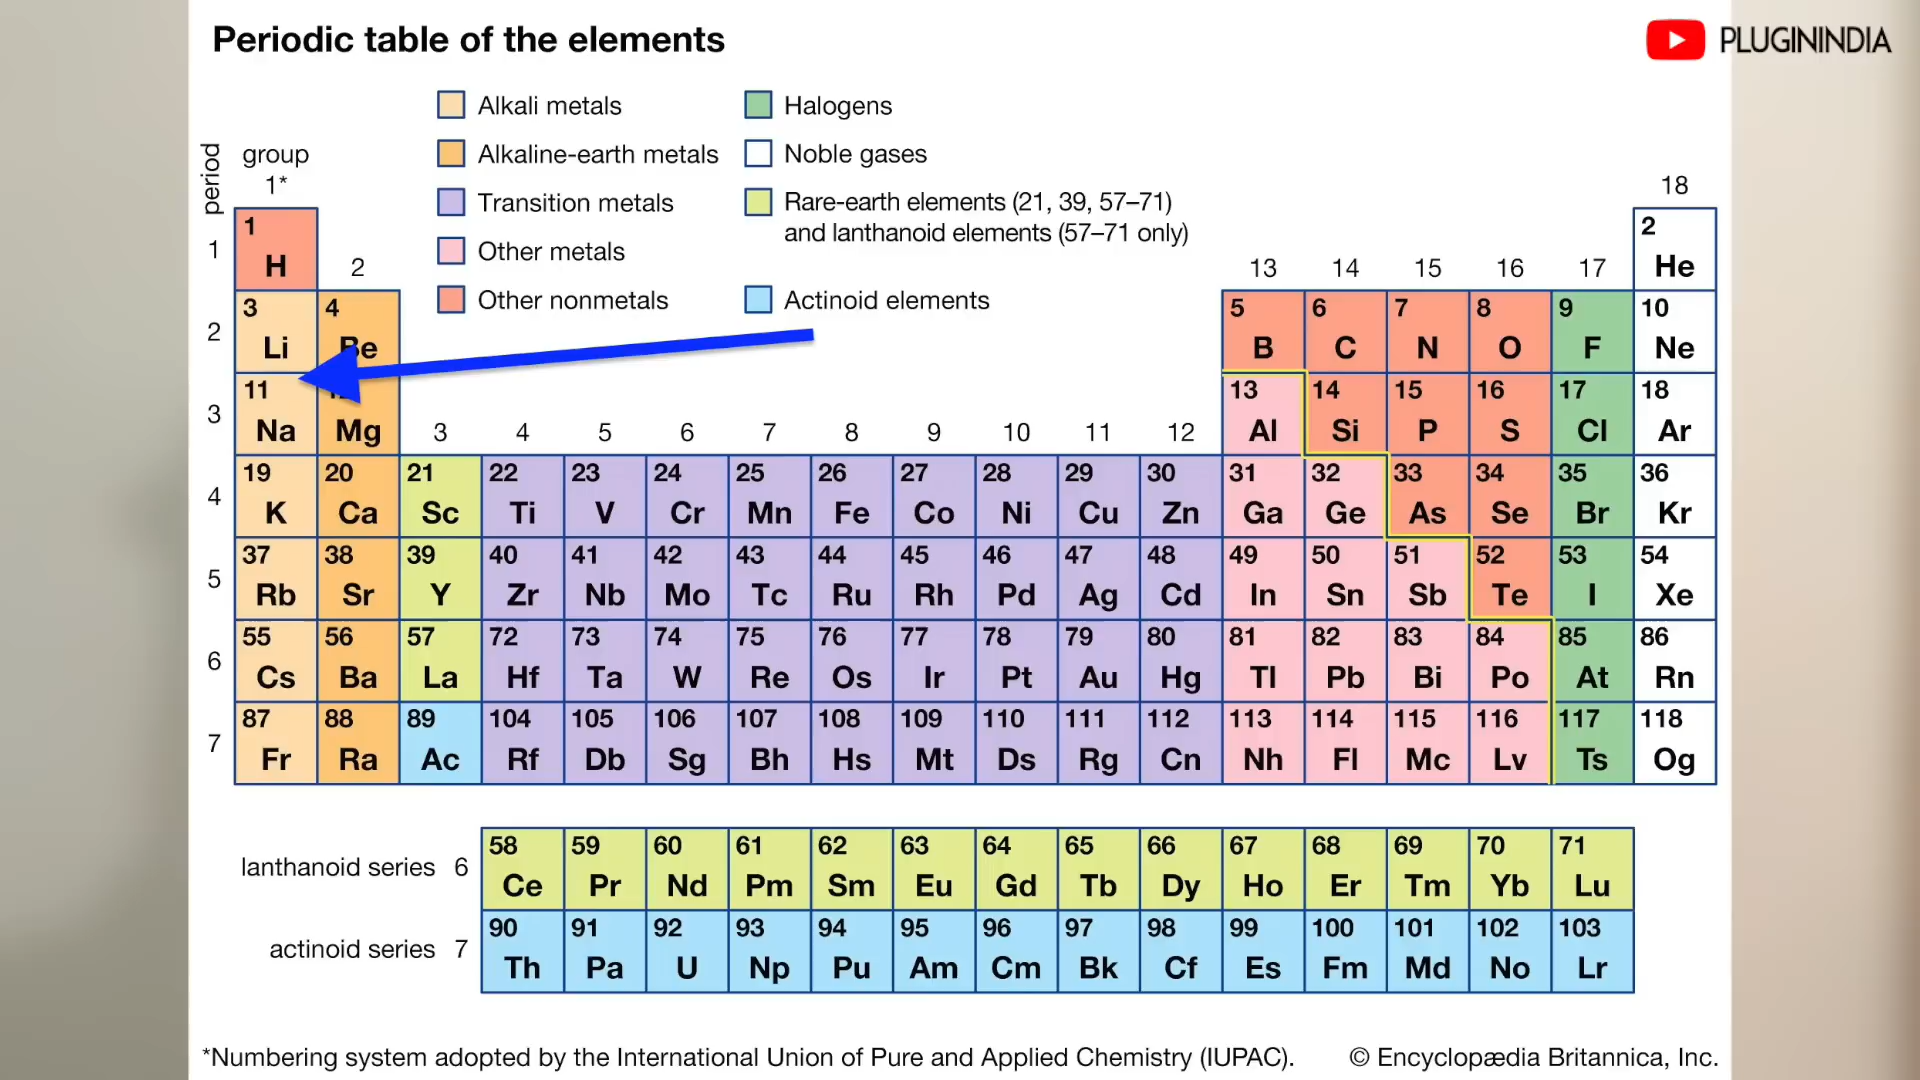 Periodic table of the elements
PLUGININDIA
Alkali metals
Alkaline-earth metals
Transition metals
Other metals
Other nonmetals
Halogens
Noble gases
Rare-earth elements (21, 39, 57–71)
and lanthanoid elements (57–71 only)
Actinoid elements
period
group
1* 2 3 4 5 6 7 8 9 10 11 12 13 14 15 16 17 18
1
1 2
H He
2
3 4 5 6 7 8 9 10
Li Be B C N O F Ne
3
11 13 14 15 16 17 18
Na Mg Al Si P S Cl Ar
4
19 20 21 22 23 24 25 26 27 28 29 30 31 32 33 34 35 36
K Ca Sc Ti V Cr Mn Fe Co Ni Cu Zn Ga Ge As Se Br Kr
5
37 38 39 40 41 42 43 44 45 46 47 48 49 50 51 52 53 54
Rb Sr Y Zr Nb Mo Tc Ru Rh Pd Ag Cd In Sn Sb Te I Xe
6
55 56 57 72 73 74 75 76 77 78 79 80 81 82 83 84 85 86
Cs Ba La Hf Ta W Re Os Ir Pt Au Hg Tl Pb Bi Po At Rn
7
87 88 89 104 105 106 107 108 109 110 111 112 113 114 115 116 117 118
Fr Ra Ac Rf Db Sg Bh Hs Mt Ds Rg Cn Nh Fl Mc Lv Ts Og
lanthanoid series 6
58 59 60 61 62 63 64 65 66 67 68 69 70 71
Ce Pr Nd Pm Sm Eu Gd Tb Dy Ho Er Tm Yb Lu
actinoid series 7
90 91 92 93 94 95 96 97 98 99 100 101 102 103
Th Pa U Np Pu Am Cm Bk Cf Es Fm Md No Lr
*Numbering system adopted by the International Union of Pure and Applied Chemistry (IUPAC).
© Encyclopædia Britannica, Inc.